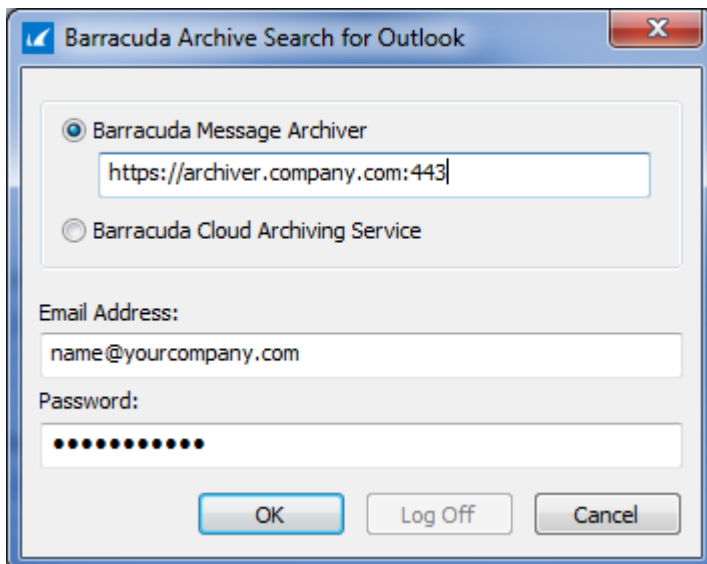 Barracuda Archive Search for Outlook
Barracuda Message Archiver
https://archiver.company.com:443
Barracuda Cloud Archiving Service
Email Address:
name@yourcompany.com
Password:
•••••••••••
OK Log Off Cancel